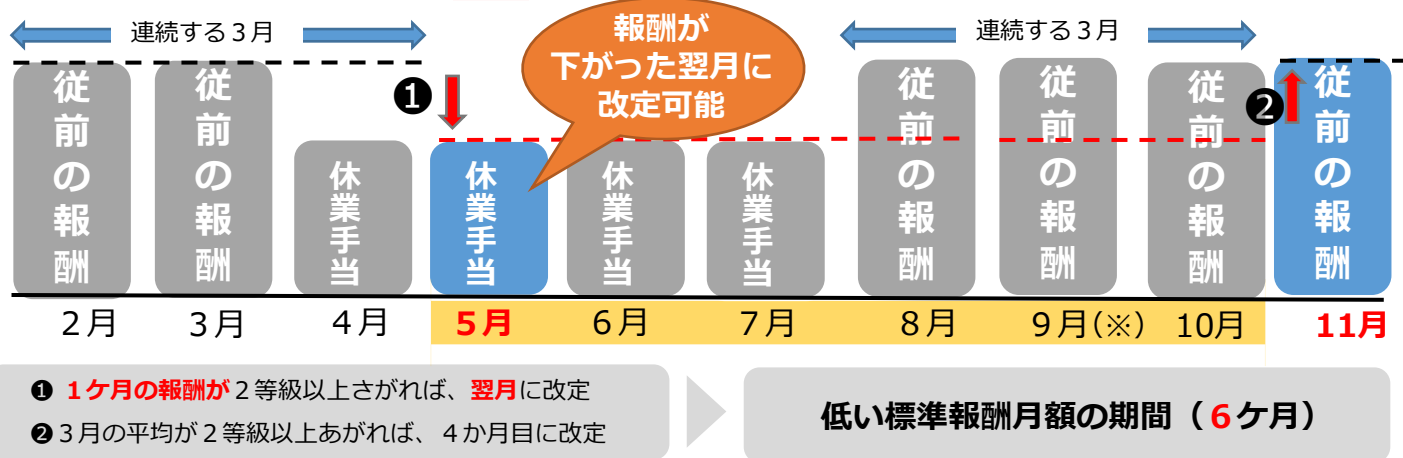 連続する３月
報酬が
下がった翌月に
改定可能
連続する３月
❶
❷
従前の報酬
従前の報酬
休業手当
休業手当
休業手当
休業手当
従前の報酬
従前の報酬
従前の報酬
従前の報酬
２月
３月
４月
５月
６月
７月
８月
９月(※)
10月
11月
❶ １ケ月の報酬が２等級以上さがれば、翌月に改定
❷３月の平均が２等級以上あがれば、４か月目に改定
低い標準報酬月額の期間（６ケ月）